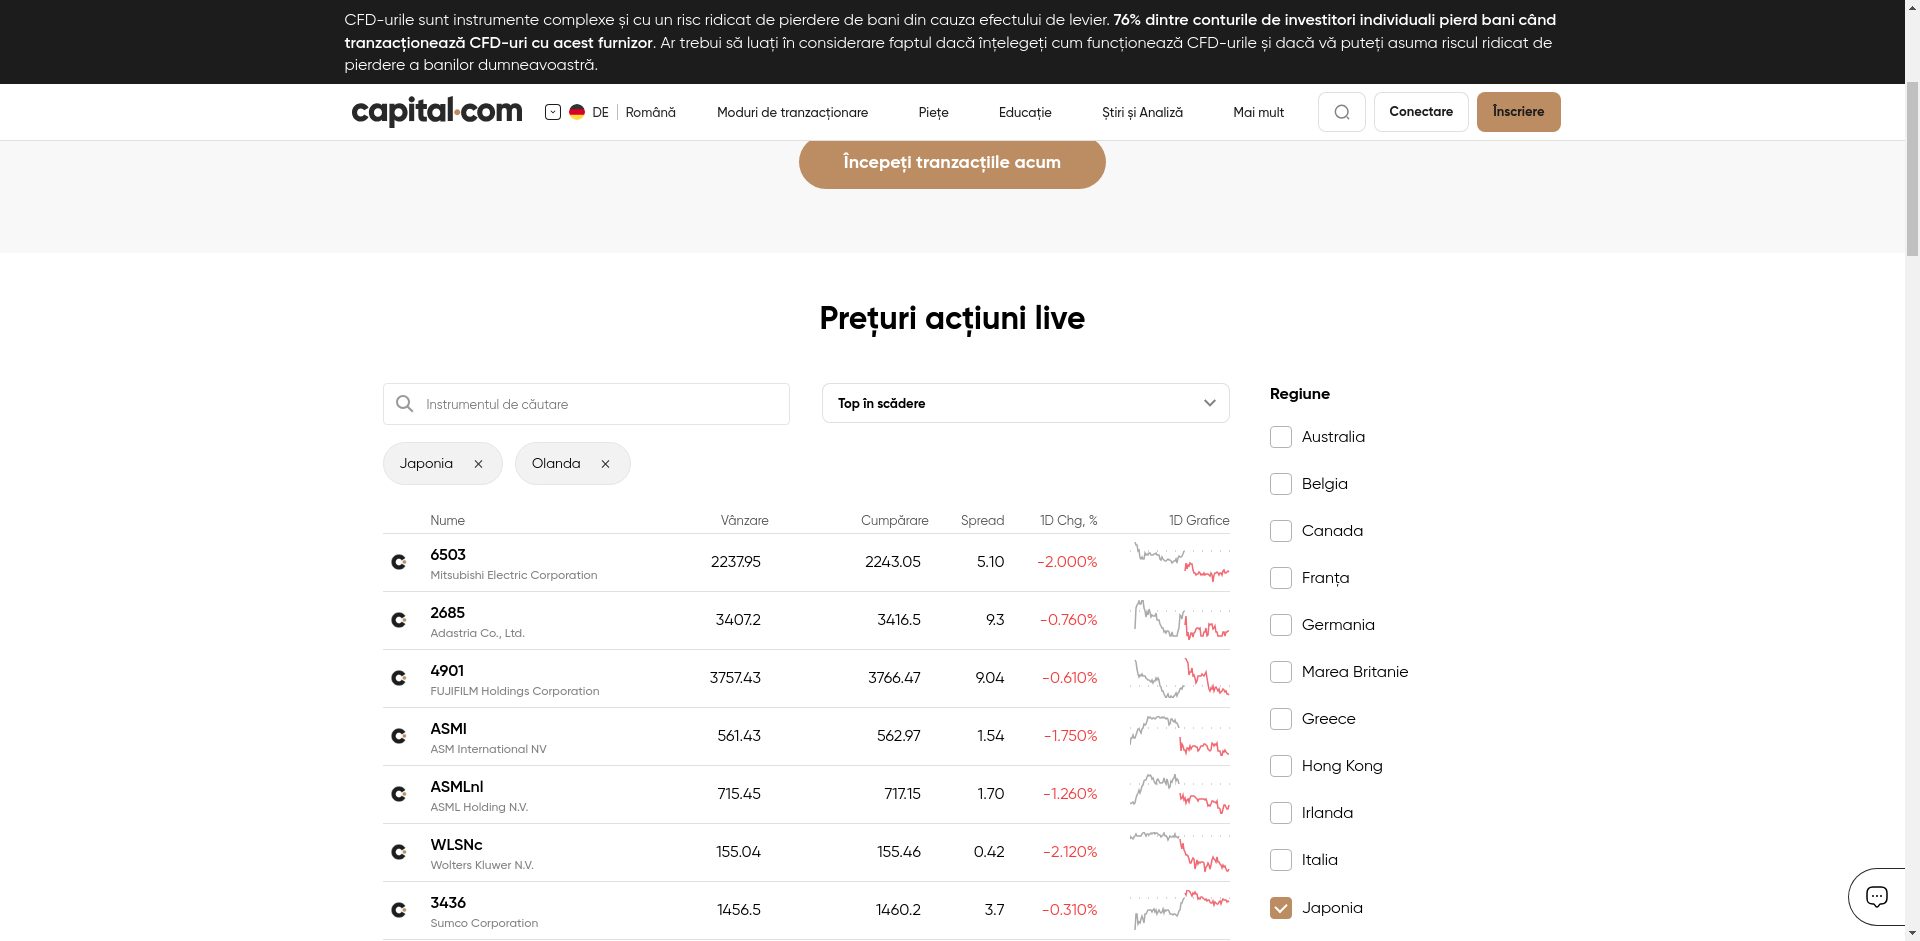 CFD-urile sunt instrumente complexe și cu un risc ridicat de pierdere de bani din cauza efectului de levier. 76% dintre conturile de investitori individuali pierd bani când
tranzacționează CFD-uri cu acest furnizor. Ar trebui să luați în considerare faptul dacă înțelegeți cum funcționează CFD-urile și dacă vă puteți asuma riscul ridicat de
pierdere a banilor dumneavoastră.
capital.com DE Română Moduri de tranzacționare Piețe Educație Știri și Analiză Mai mult Conectare Înscriere
Începeți tranzacțiile acum
Prețuri acțiuni live
Instrumentul de căutare
Top în scădere
Japonia
Olanda
Nume Vânzare Cumpărare Spread 1D Chg, % 1D Grafice
6503 2237.95 2243.05 5.10 -2.000%
Mitsubishi Electric Corporation
2685 3407.2 3416.5 9.3 -0.760%
Adastria Co., Ltd.
4901 3757.43 3766.47 9.04 -0.610%
FUJIFILM Holdings Corporation
ASMI 561.43 562.97 1.54 -1.750%
ASM International NV
ASMLnl 715.45 717.15 1.70 -1.260%
ASML Holding N.V.
WLSNc 155.04 155.46 0.42 -2.120%
Wolters Kluwer N.V.
3436 1456.5 1460.2 3.7 -0.310%
Sumco Corporation
Regiune
Australia
Belgia
Canada
Franța
Germania
Marea Britanie
Greece
Hong Kong
Irlanda
Italia
Japonia